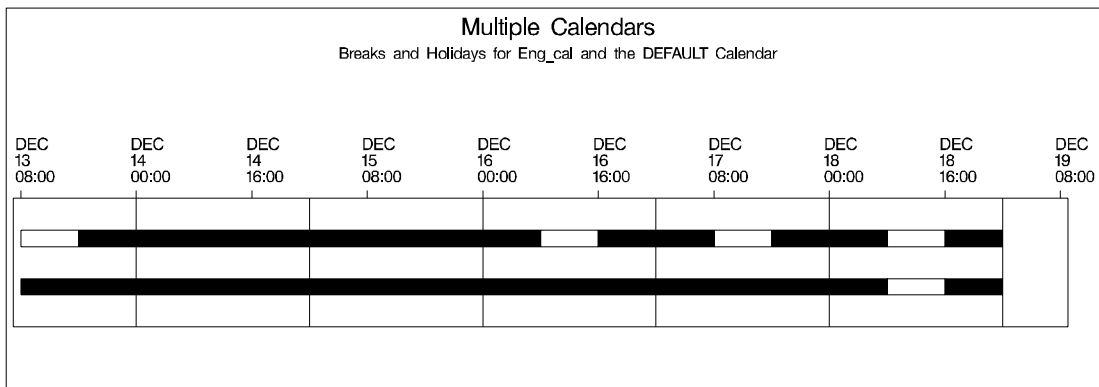 Multiple Calendars
Breaks and Holidays for Eng_cal and the DEFAULT Calendar
DEC DEC DEC DEC DEC DEC DEC DEC DEC DEC
13 14 14 15 16 16 17 18 18 19
08:00 00:00 16:00 08:00 00:00 16:00 08:00 00:00 16:00 08:00